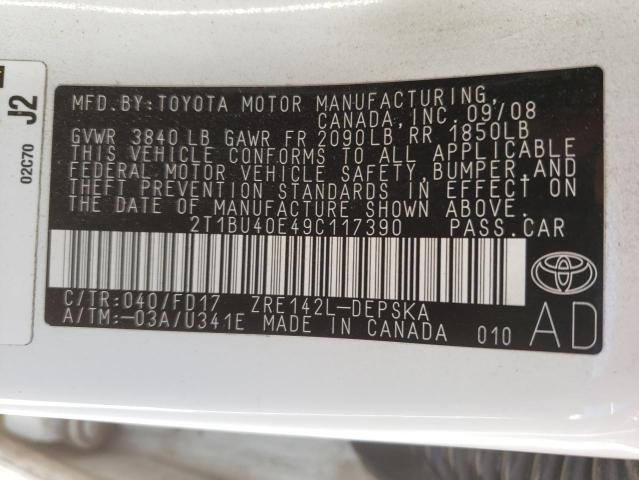 MFD.BY:TOYOTA MOTOR MANUFACTURING,
CANADA,INC.09/08
GVWR 3840 LB GAWR FR 2090LB RR 1850LB
THIS VEHICLE CONFORMS TO ALL APPLICABLE
FEDERAL MOTOR VEHICLE SAFETY,BUMPER,AND
THEFT PREVENTION STANDARDS IN EFFECT ON
THE DATE OF MANUFACTURE SHOWN ABOVE.
2T1BU40E49C117390 PASS.CAR
C/TR:040/FD17 ZRE142L-DEPSKA
A/TM:-03A/U341E MADE IN CANADA 010
AD
J2
02C70